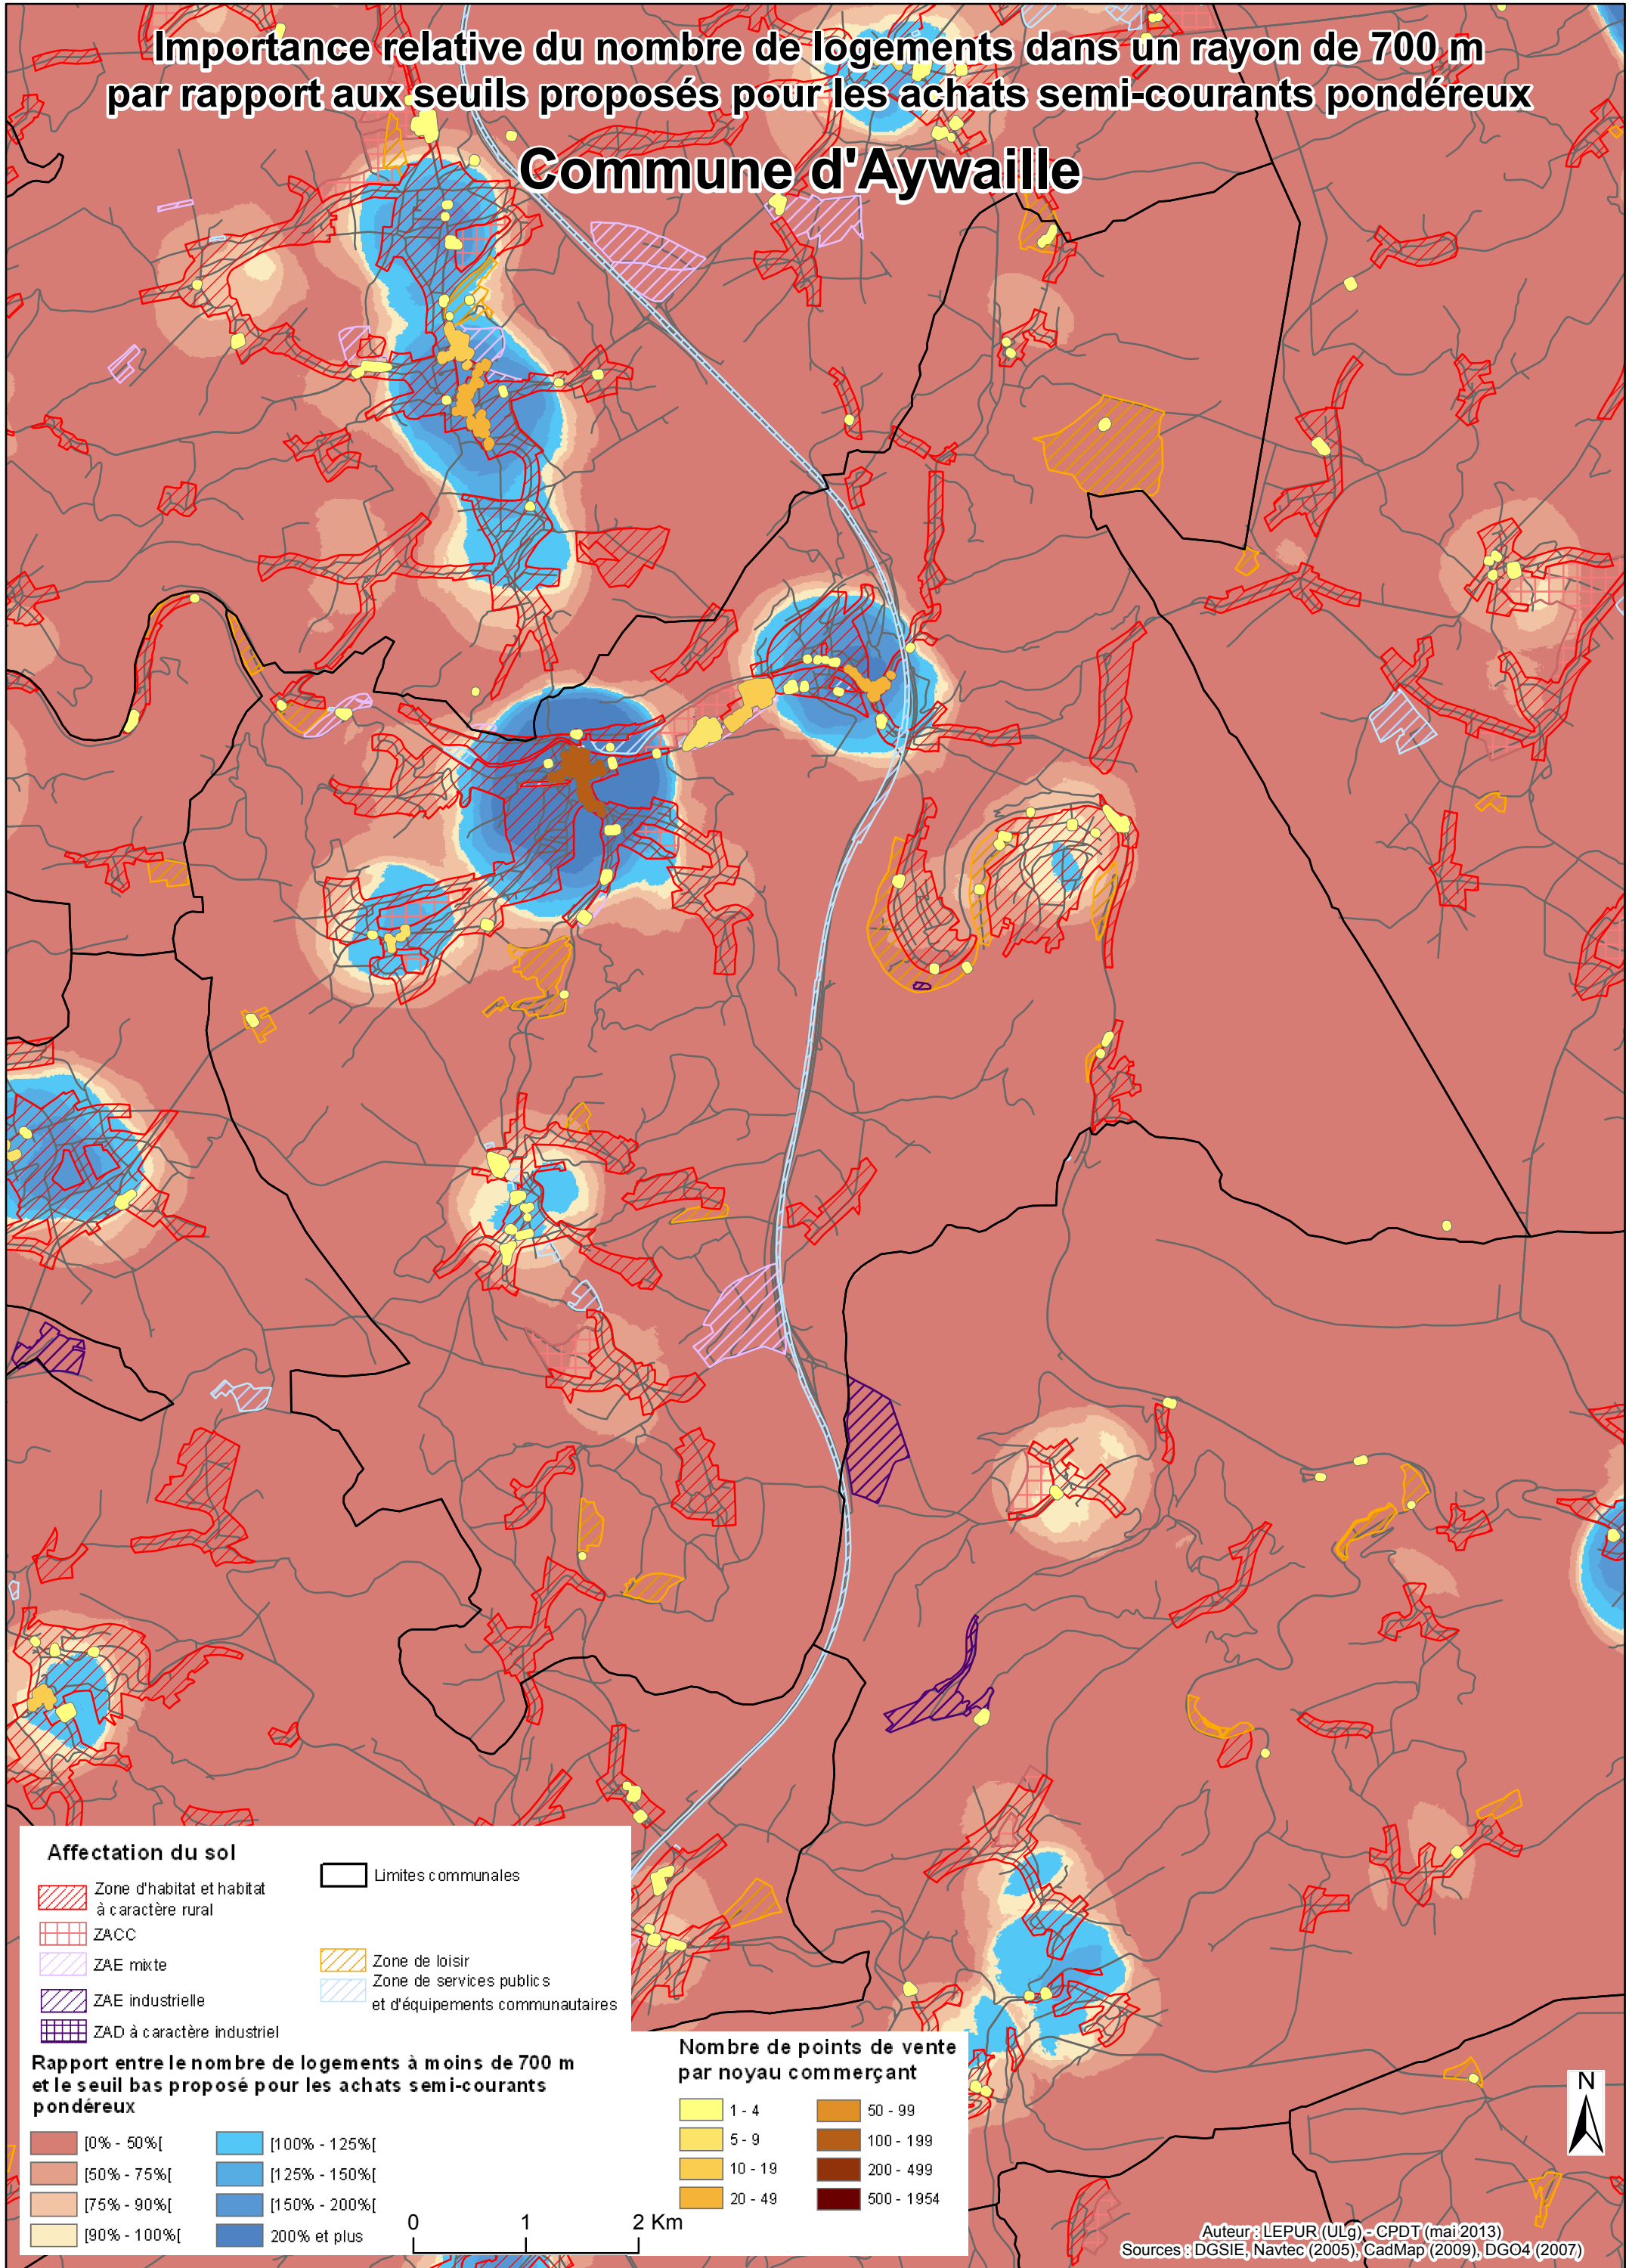 Importance relative du nombre de logements dans un rayon de 700 m
par rapport aux seuils proposés pour les achats semi-courants pondéreux
Commune d'Aywaille
Affectation du sol
Zone d'habitat et habitat
à caractère rural
ZACC
ZAE mixte
ZAE industrielle
ZAD à caractère industriel
Limites communales
Zone de loisir
Zone de services publics
et d'équipements communautaires
Rapport entre le nombre de logements à moins de 700 m
et le seuil bas proposé pour les achats semi-courants
pondéreux
[0% - 50%[
[50% - 75%[
[75% - 90%[
[90% - 100%[
[100% - 125%[
[125% - 150%[
[150% - 200%[
200% et plus
0 1 2 Km
Nombre de points de vente
par noyau commerçant
1 - 4
5 - 9
10 - 19
20 - 49
50 - 99
100 - 199
200 - 499
500 - 1954
N
Auteur : LEPUR (ULg) - CPDT (mai 2013)
Sources : DGSIE, Navtec (2005), CadMap (2009), DGO4 (2007)